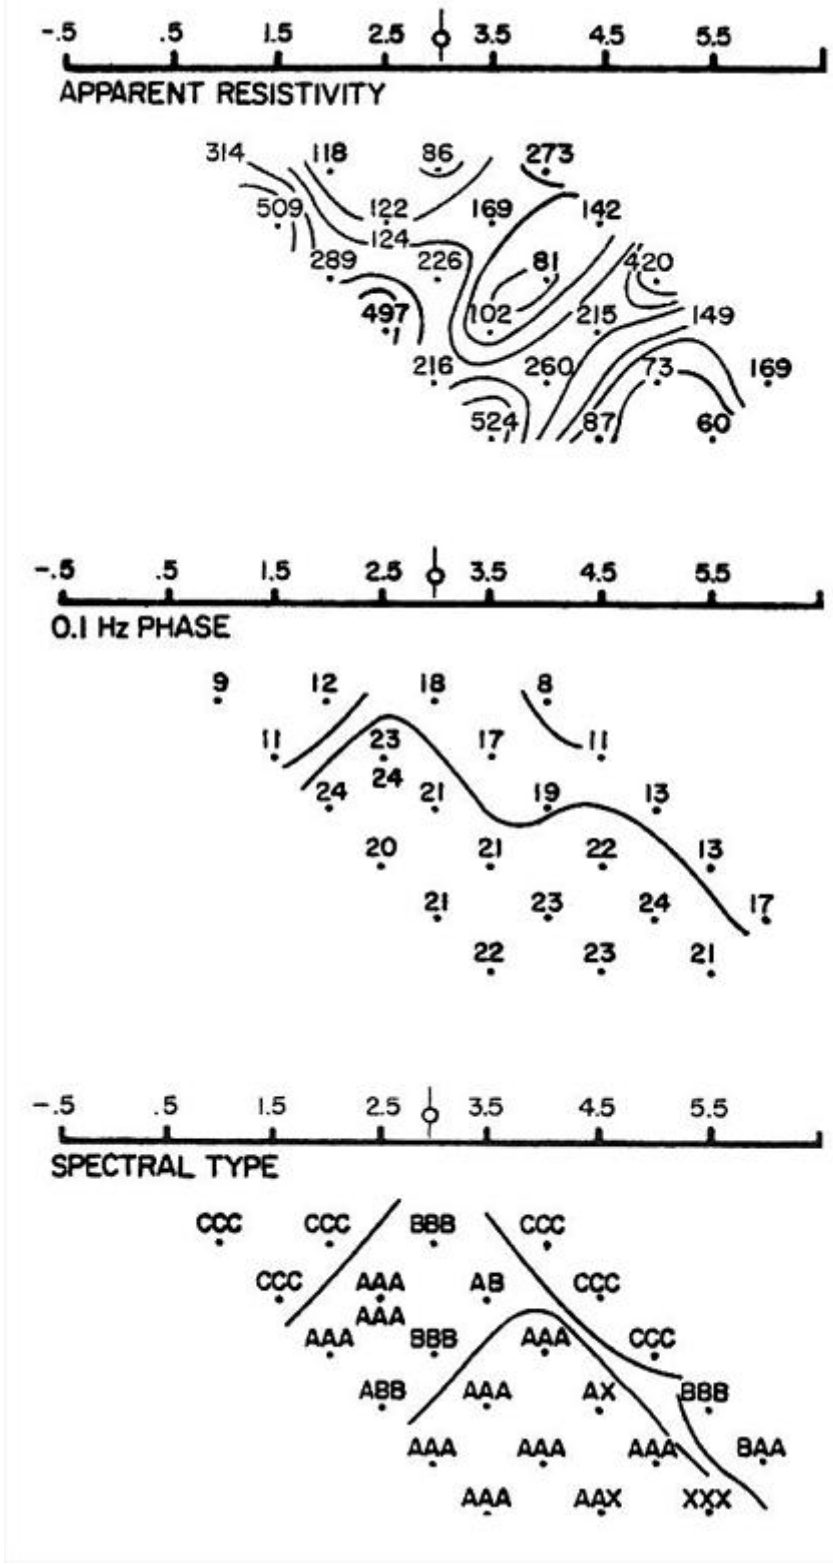 -.5 .5 1.5 2.5 3.5 4.5 5.5
APPARENT RESISTIVITY
314 118 86 273
509 122 169 142
124
289 226 81 420
497 102 215 149
216 260 73 169
524 87 60
-.5 .5 1.5 2.5 3.5 4.5 5.5
0.1 Hz PHASE
9 12 18 8
11 23 17 11
24
24 21 19 13
20 21 22 13
21 23 24 17
22 23 21
-.5 .5 1.5 2.5 3.5 4.5 5.5
SPECTRAL TYPE
CCC CCC BBB CCC
CCC AAA AB CCC
AAA
AAA BBB AAA CCC
ABB AAA AX BBB
AAA AAA AAA BAA
AAA AAX XXX